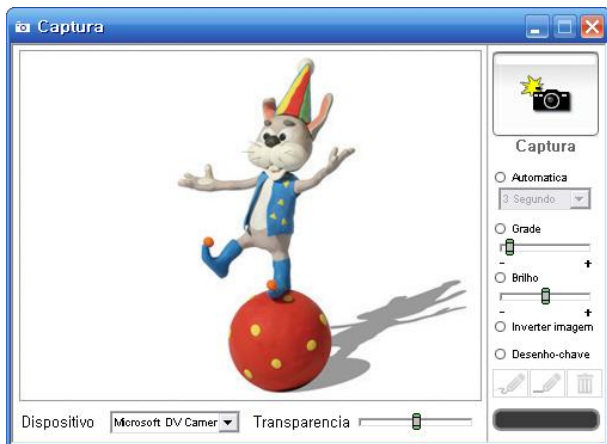 Captura
Captura
Automatica
3 Segundo
Grade
- +
Brilho
- +
Inverter imagem
Desenho-chave
Dispositivo Microsoft DV Camer Transparencia